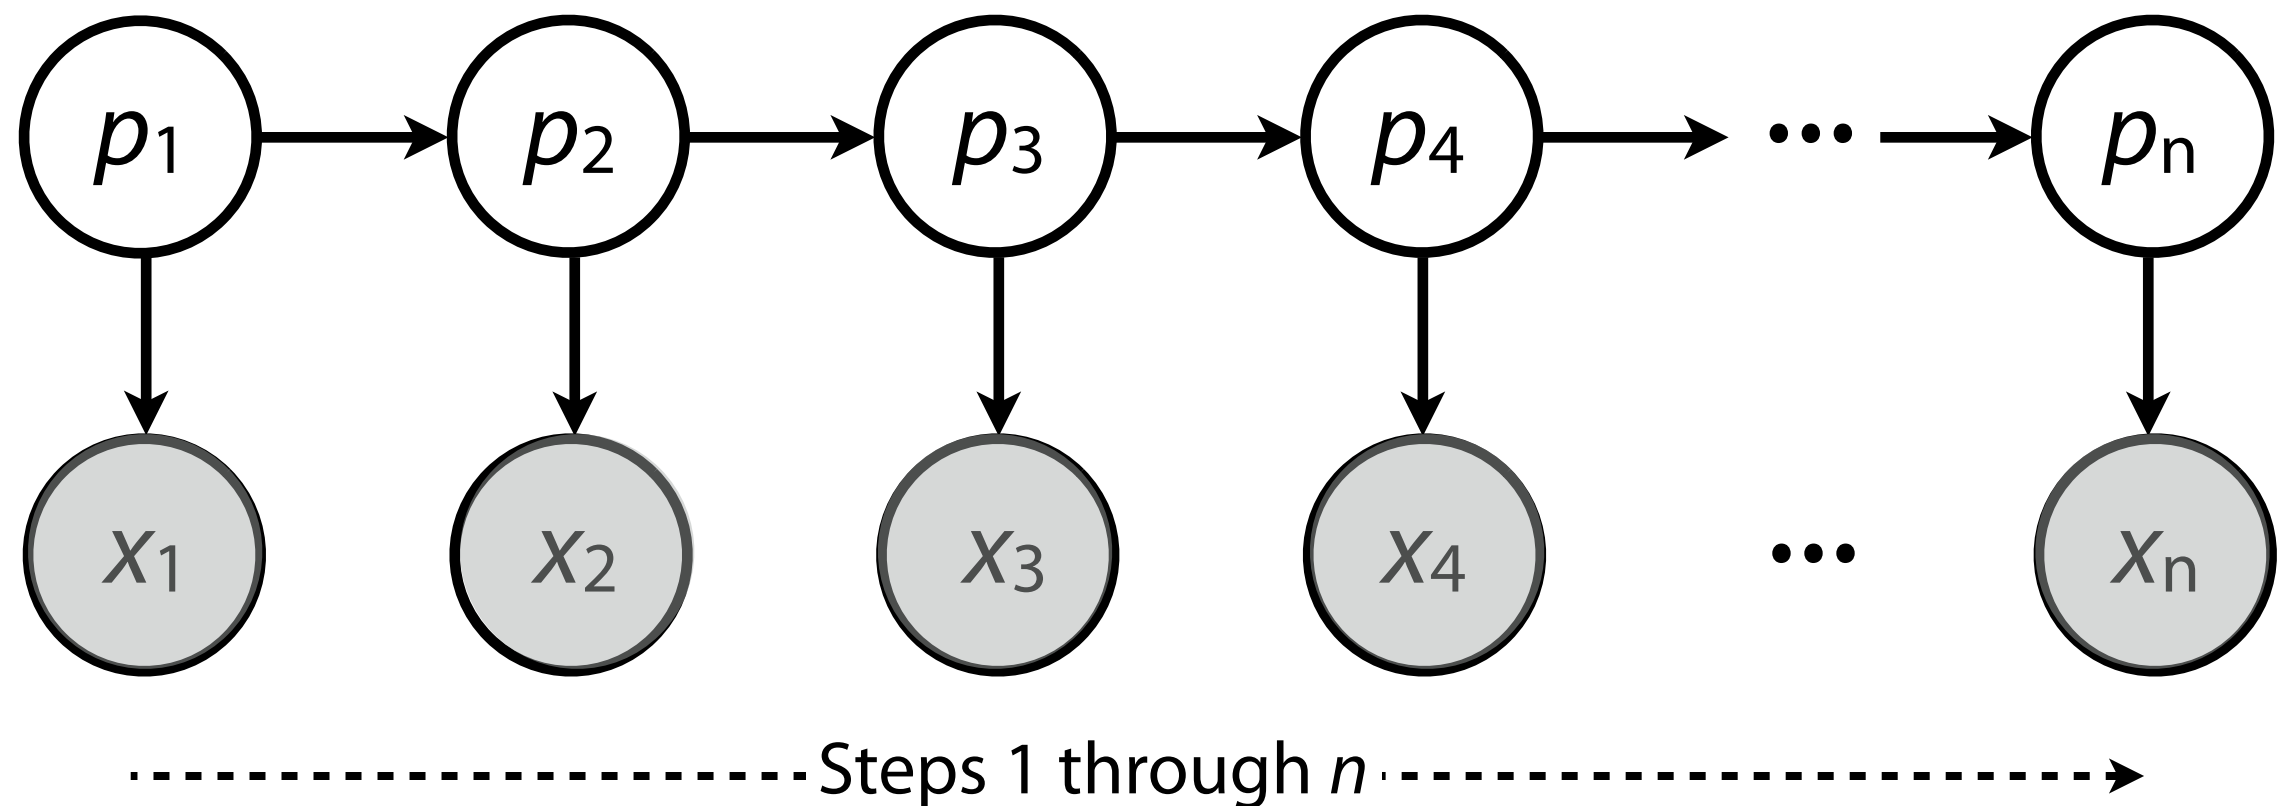 p1 p2 p3 p4 ••• pn
x1 x2 x3 x4 ••• xn
Steps 1 through n